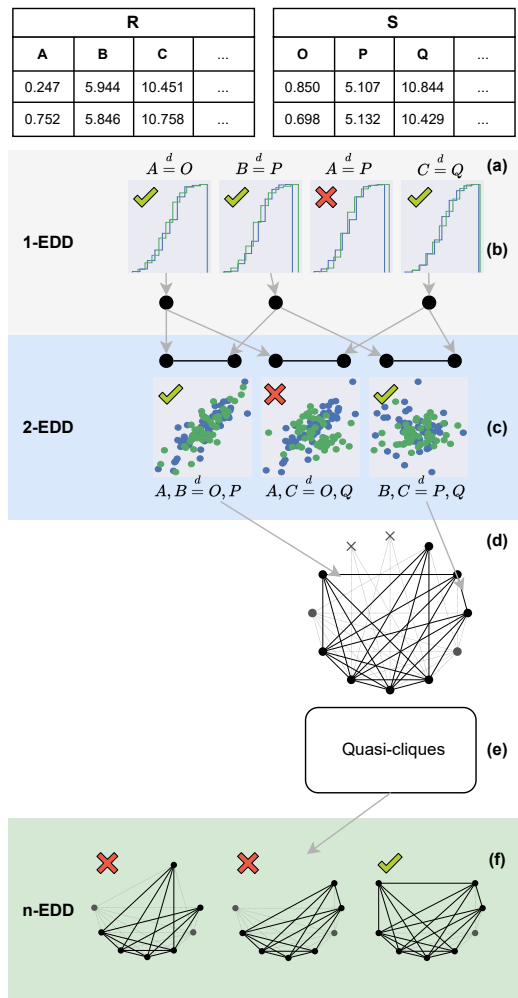 R
A B C ...
0.247 5.944 10.451 ...
0.752 5.846 10.758 ...
S
O P Q ...
0.850 5.107 10.844 ...
0.698 5.132 10.429 ...
(a)
A =ᵈ O B =ᵈ P A =ᵈ P C =ᵈ Q
1-EDD
(b)
2-EDD
(c)
A, B =ᵈ O, P A, C =ᵈ O, Q B, C =ᵈ P, Q
(d)
Quasi-cliques
(e)
(f)
n-EDD